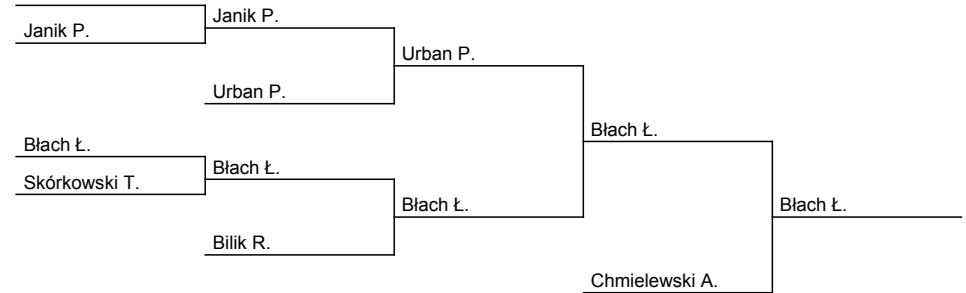 Janik P.
Janik P.
Urban P.
Urban P.
Błach Ł.
Błach Ł.
Skórkowski T.
Błach Ł.
Błach Ł.
Błach Ł.
Bilik R.
Chmielewski A.